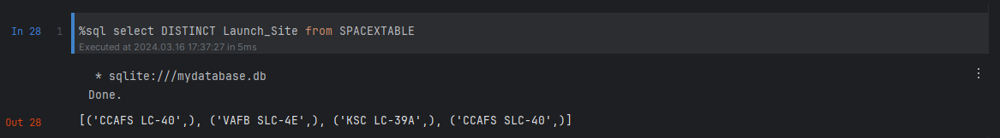 In 28 1 %sql select DISTINCT Launch_Site from SPACEXTABLE
Executed at 2024.03.16 17:37:27 in 5ms
* sqlite:///mydatabase.db
Done.
Out 28 [('CCAFS LC-40',), ('VAFB SLC-4E',), ('KSC LC-39A',), ('CCAFS SLC-40',)]